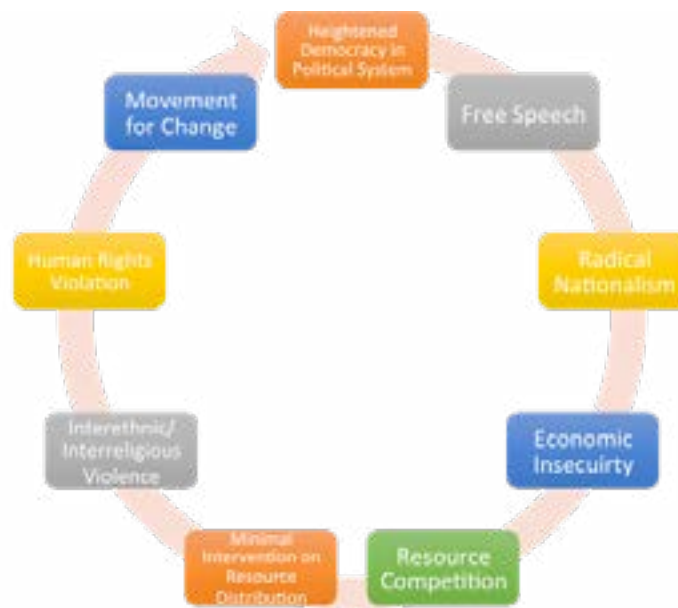 Heightened
Democracy in
Political System
Free Speech
Radical
Nationalism
Economic
Insecuirty
Resource
Competition
Minimal
Intervention on
Resource
Distribution
Interethnic/
Interreligious
Violence
Human Rights
Violation
Movement
for Change